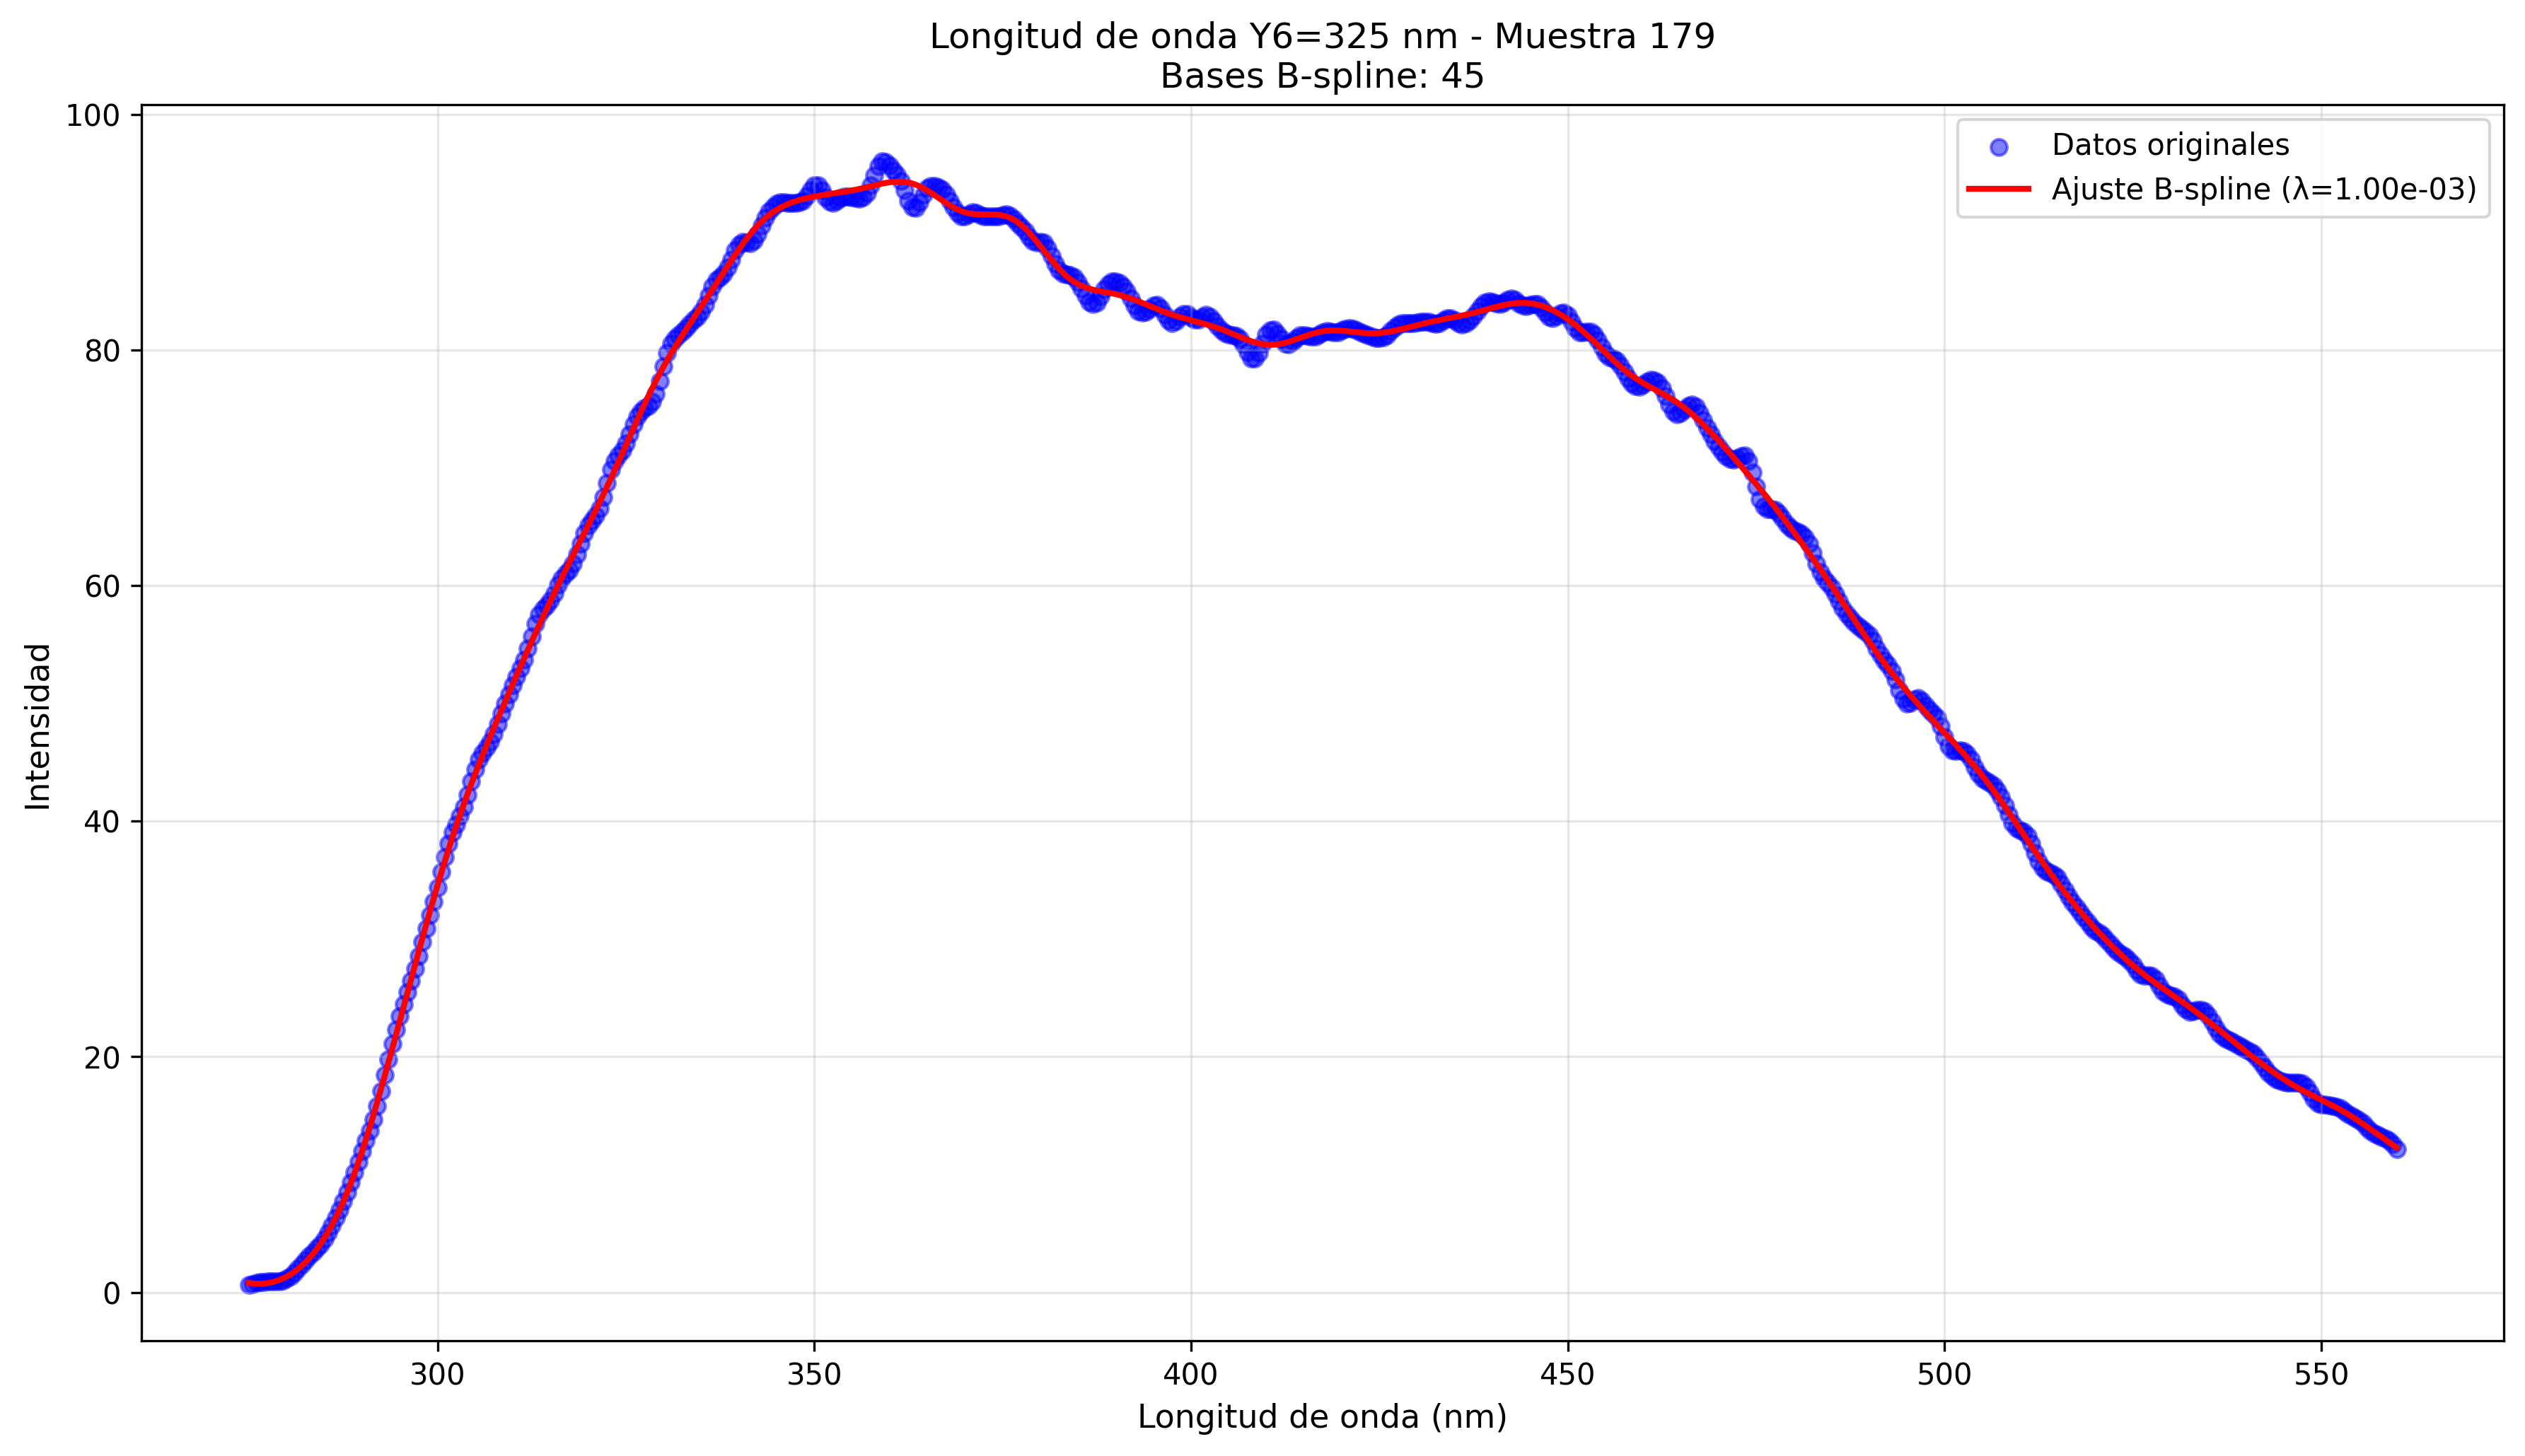 Longitud de onda Y6=325 nm - Muestra 179
Bases B-spline: 45
Datos originales
Ajuste B-spline (λ=1.00e-03)
Intensidad
100
80
60
40
20
0
300
350
400
450
500
550
Longitud de onda (nm)